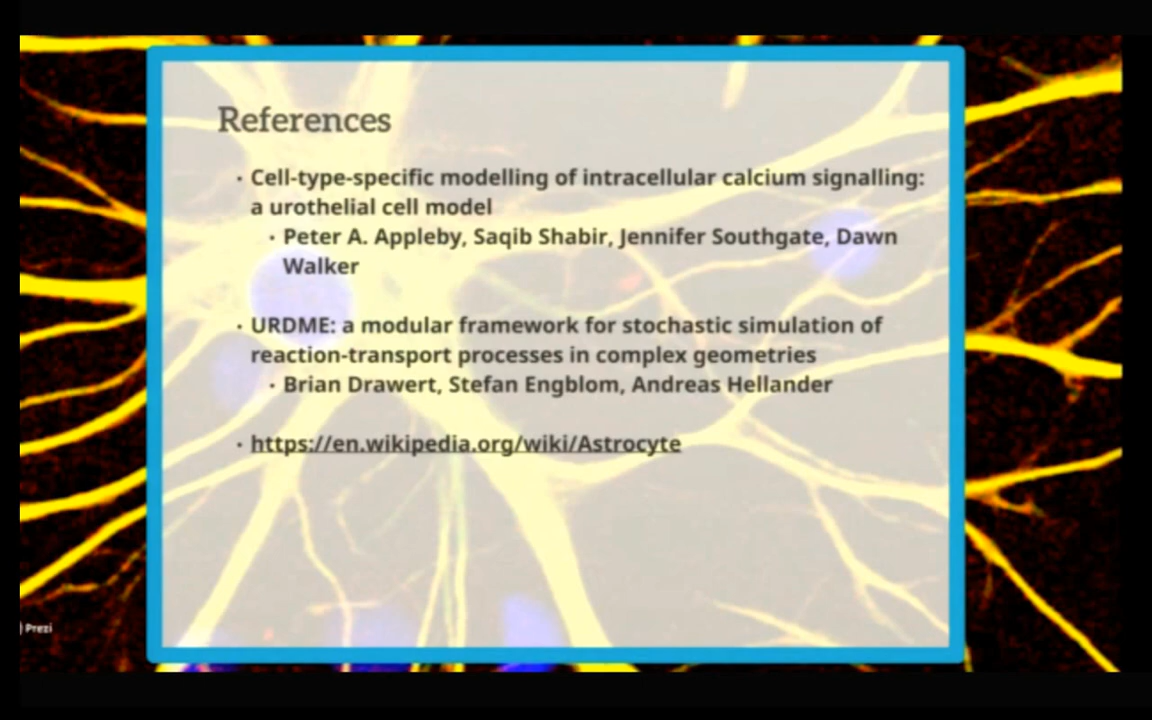 References
· Cell-type-specific modelling of intracellular calcium signalling:
a urothelial cell model
· Peter A. Appleby, Saqib Shabir, Jennifer Southgate, Dawn
Walker
· URDME: a modular framework for stochastic simulation of
reaction-transport processes in complex geometries
· Brian Drawert, Stefan Engblom, Andreas Hellander
· https://en.wikipedia.org/wiki/Astrocyte
Prezi